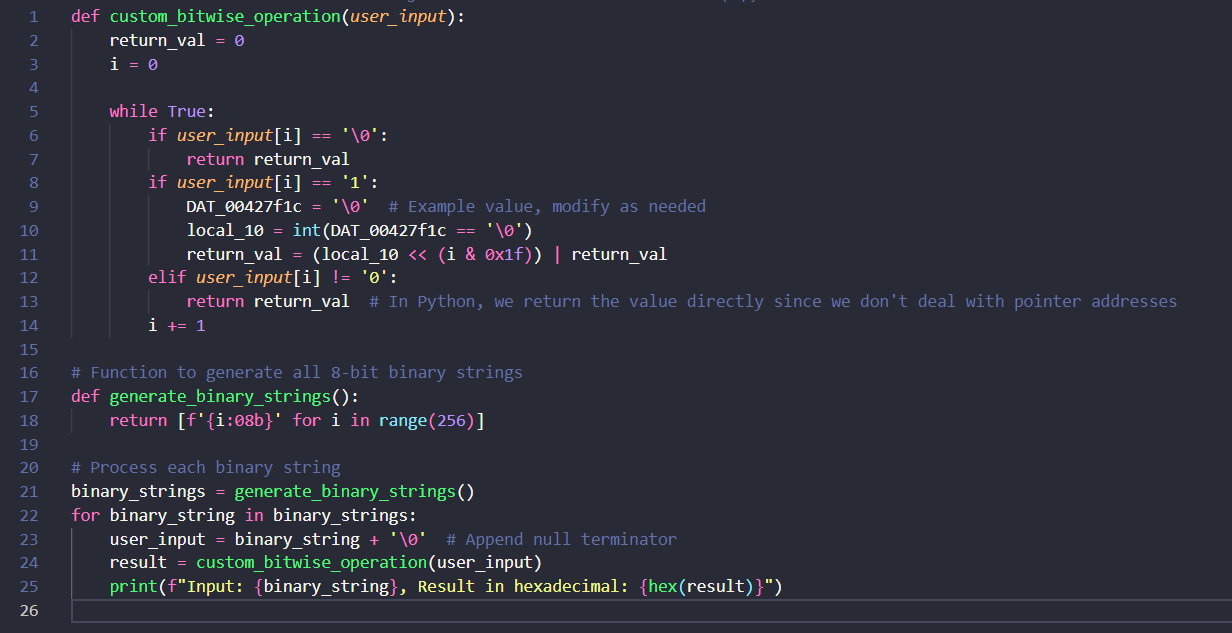 1 def custom_bitwise_operation(user_input):
2     return_val = 0
3     i = 0
4
5     while True:
6         if user_input[i] == '\0':
7             return return_val
8         if user_input[i] == '1':
9             DAT_00427f1c = '\0'  # Example value, modify as needed
10             local_10 = int(DAT_00427f1c == '\0')
11             return_val = (local_10 << (i & 0x1f)) | return_val
12         elif user_input[i] != '0':
13             return return_val  # In Python, we return the value directly since we don't deal with pointer addresses
14         i += 1
15
16 # Function to generate all 8-bit binary strings
17 def generate_binary_strings():
18     return [f'{i:08b}' for i in range(256)]
19
20 # Process each binary string
21 binary_strings = generate_binary_strings()
22 for binary_string in binary_strings:
23     user_input = binary_string + '\0'  # Append null terminator
24     result = custom_bitwise_operation(user_input)
25     print(f"Input: {binary_string}, Result in hexadecimal: {hex(result)}")
26